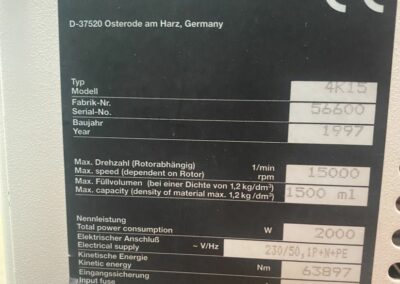 CE
D-37520 Osterode am Harz, Germany
Typ
Modell 4K15
Fabrik-Nr.
Serial-No. 56600
Baujahr
Year 1997
Max. Drehzahl (Rotorabhängig) 1/min
Max. speed (dependent on Rotor) rpm 15000
Max. Füllvolumen (bei einer Dichte von 1,2 kg/dm³)
Max. capacity (density of material max. 1,2 kg/dm³) 1500 ml
Nennleistung
Total power consumption W 2000
Elektrischer Anschluß
Electrical supply ~ V/Hz 230/50,1P+N+PE
Kinetische Energie
Kinetic energy Nm 63897
Eingangssicherung
Input fuse